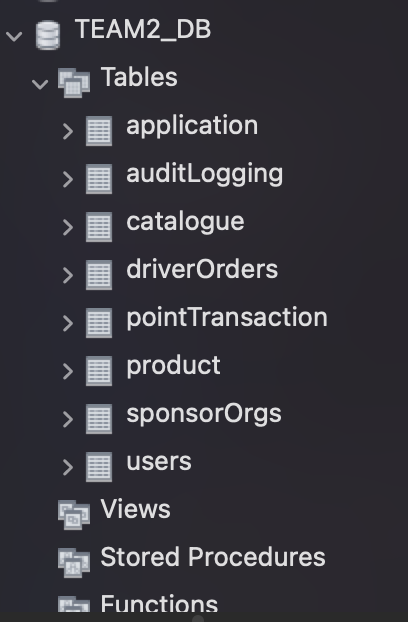 TEAM2_DB
Tables
application
auditLogging
catalogue
driverOrders
pointTransaction
product
sponsorOrgs
users
Views
Stored Procedures
Functions